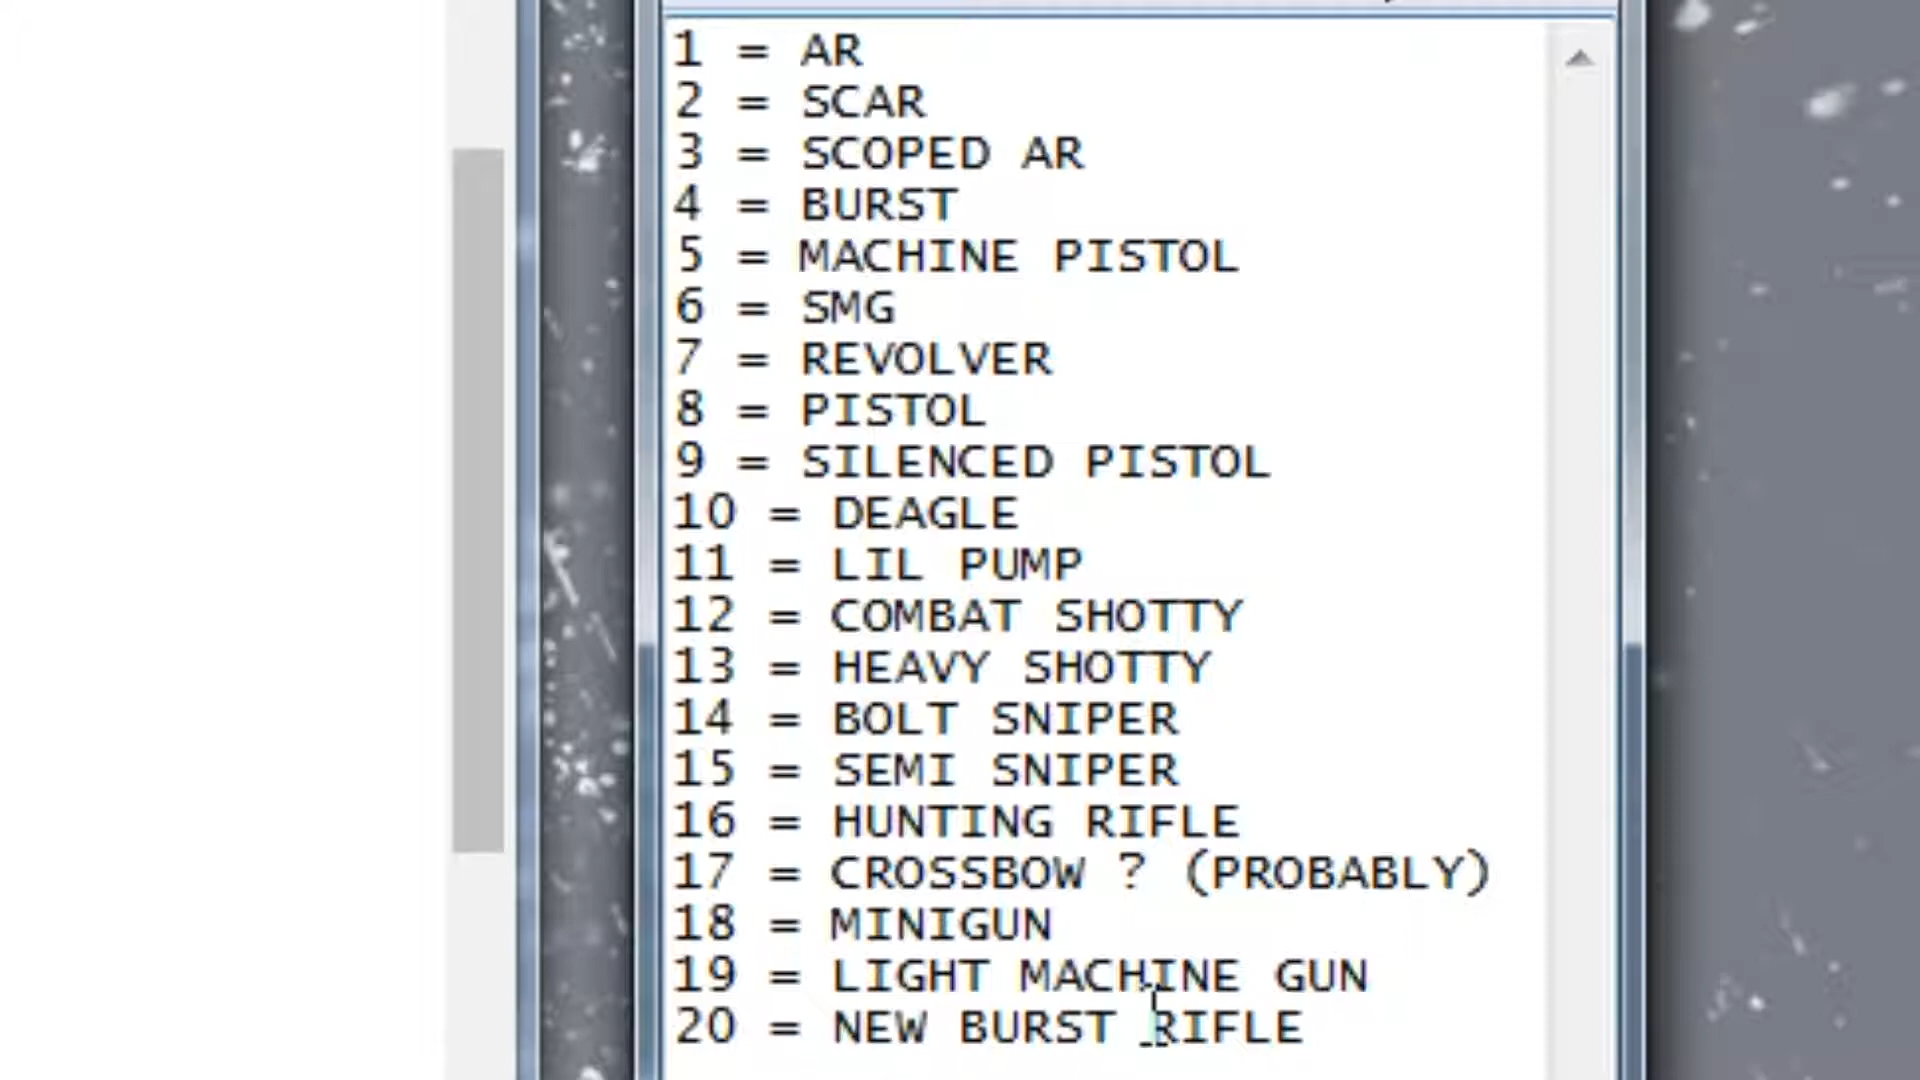 1 = AR
2 = SCAR
3 = SCOPED AR
4 = BURST
5 = MACHINE PISTOL
6 = SMG
7 = REVOLVER
8 = PISTOL
9 = SILENCED PISTOL
10 = DEAGLE
11 = LIL PUMP
12 = COMBAT SHOTTY
13 = HEAVY SHOTTY
14 = BOLT SNIPER
15 = SEMI SNIPER
16 = HUNTING RIFLE
17 = CROSSBOW ? (PROBABLY)
18 = MINIGUN
19 = LIGHT MACHINE GUN
20 = NEW BURST RIFLE